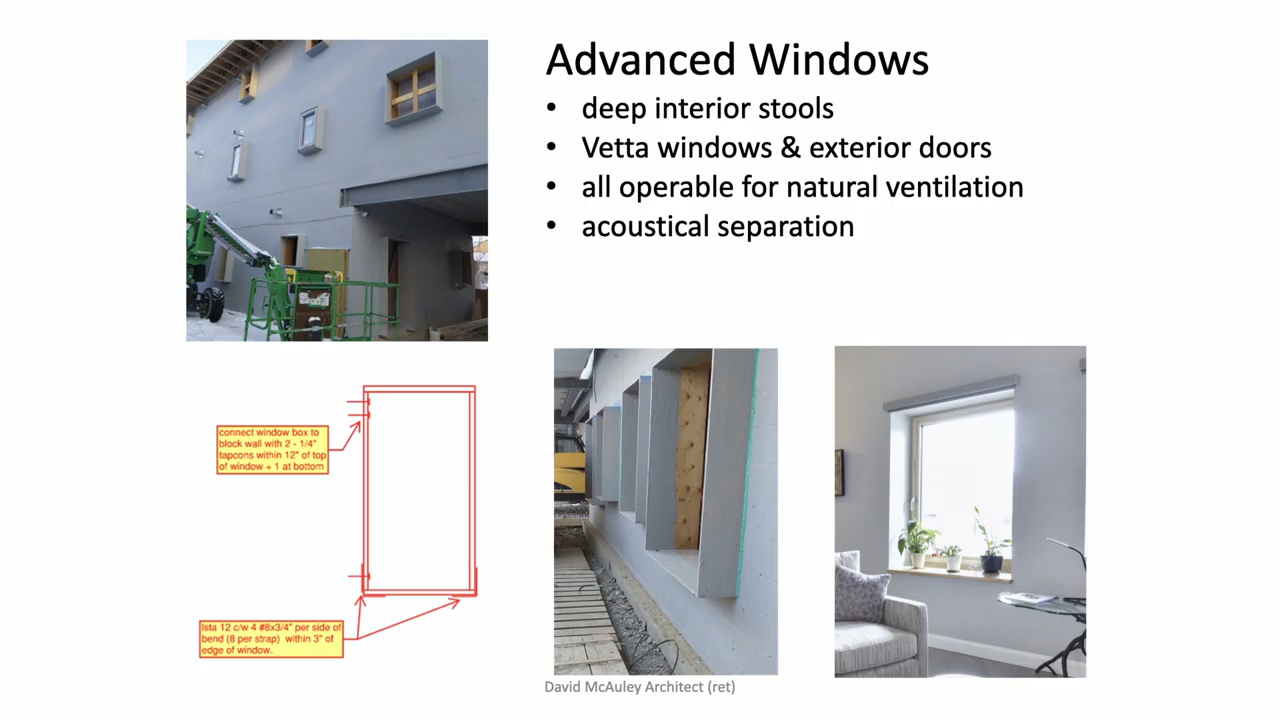 Advanced Windows
• deep interior stools
• Vetta windows & exterior doors
• all operable for natural ventilation
• acoustical separation
connect window box to
block wall with 2 - 1/4"
tapcons within 12" of top
of window + 1 at bottom
lsta 12 c/w 4 #8x3/4" per side of
bend (8 per strap) within 3" of
edge of window.
David McAuley Architect (ret)